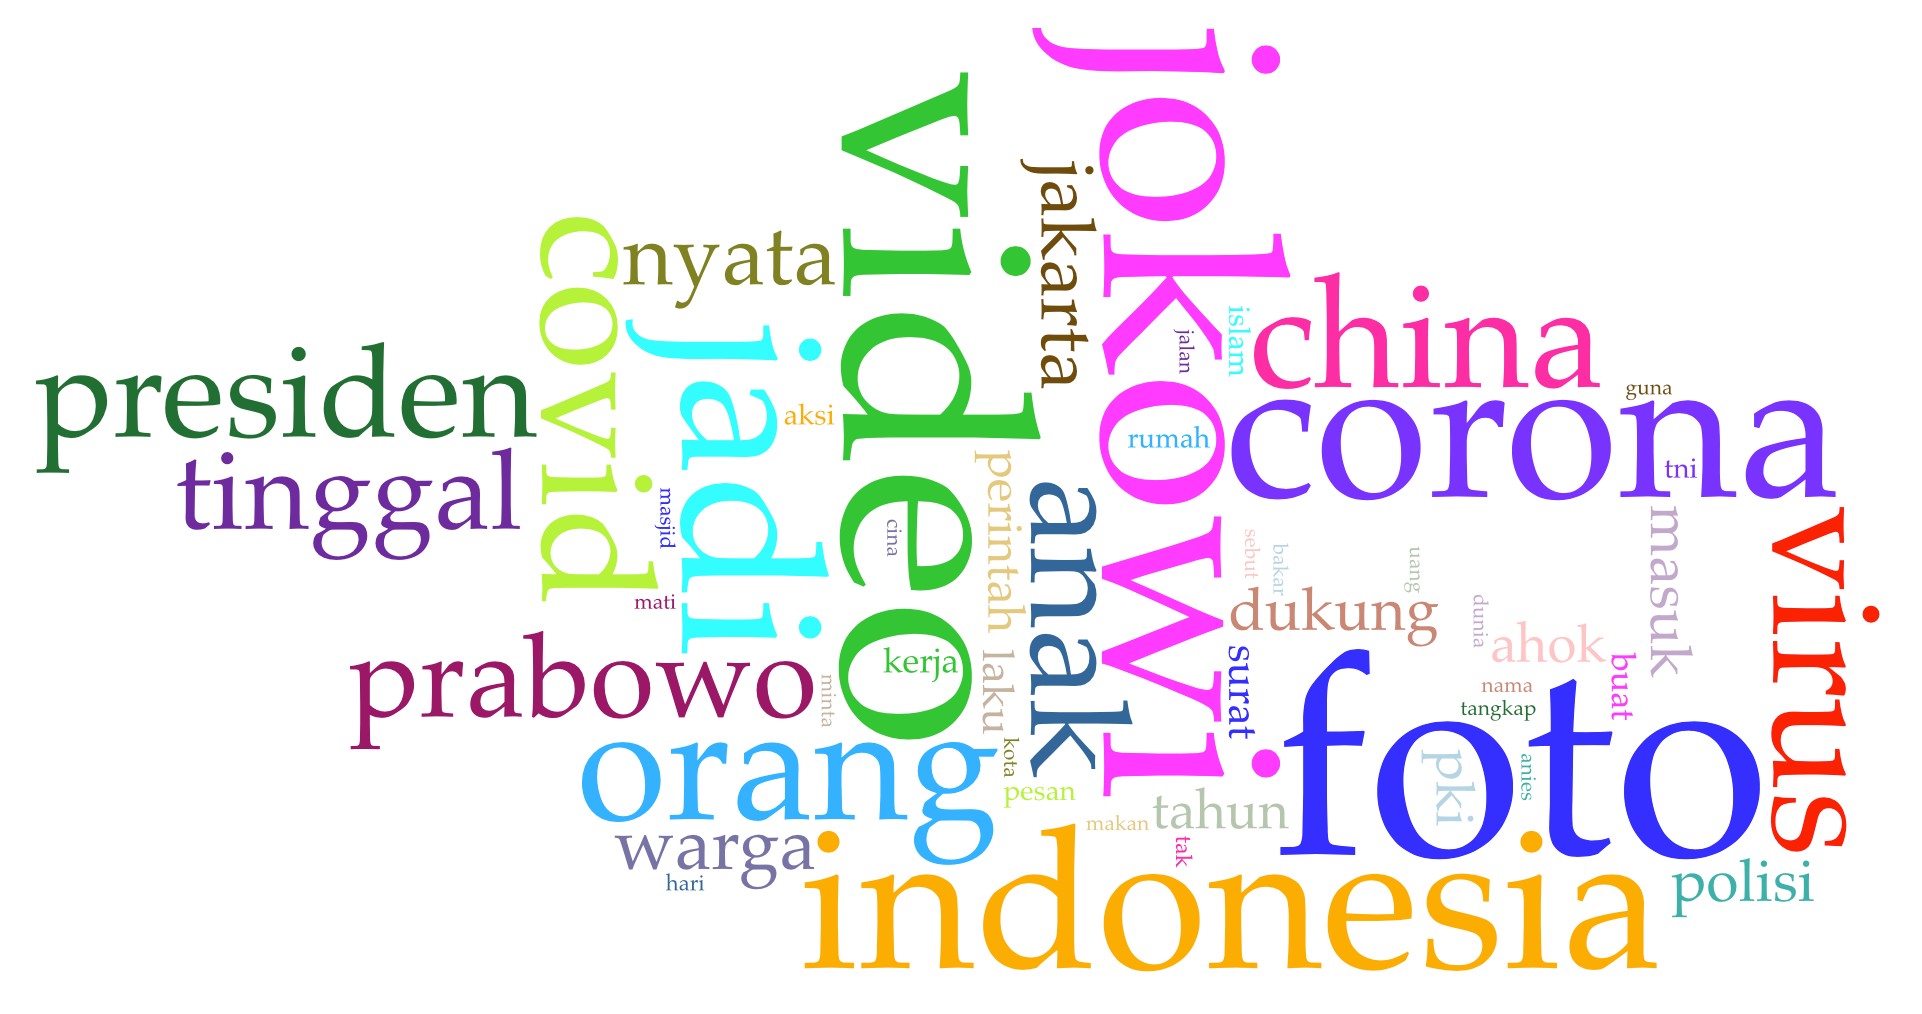 jokowi
video
jakarta
covid
nyata
china
islam
jalan
presiden
jadi
aksi
guna
corona
rumah
tni
tinggal
masjid
cina
perintah
anak
sebut
bakar
uang
masuk
virus
mati
dukung
dunia
ahok
prabowo
minta
kerja
laku
surat
foto
nama
buat
tangkap
orang
kota
pesan
pki
anies
makan
tahun
warga
tak
hari
indonesia
polisi